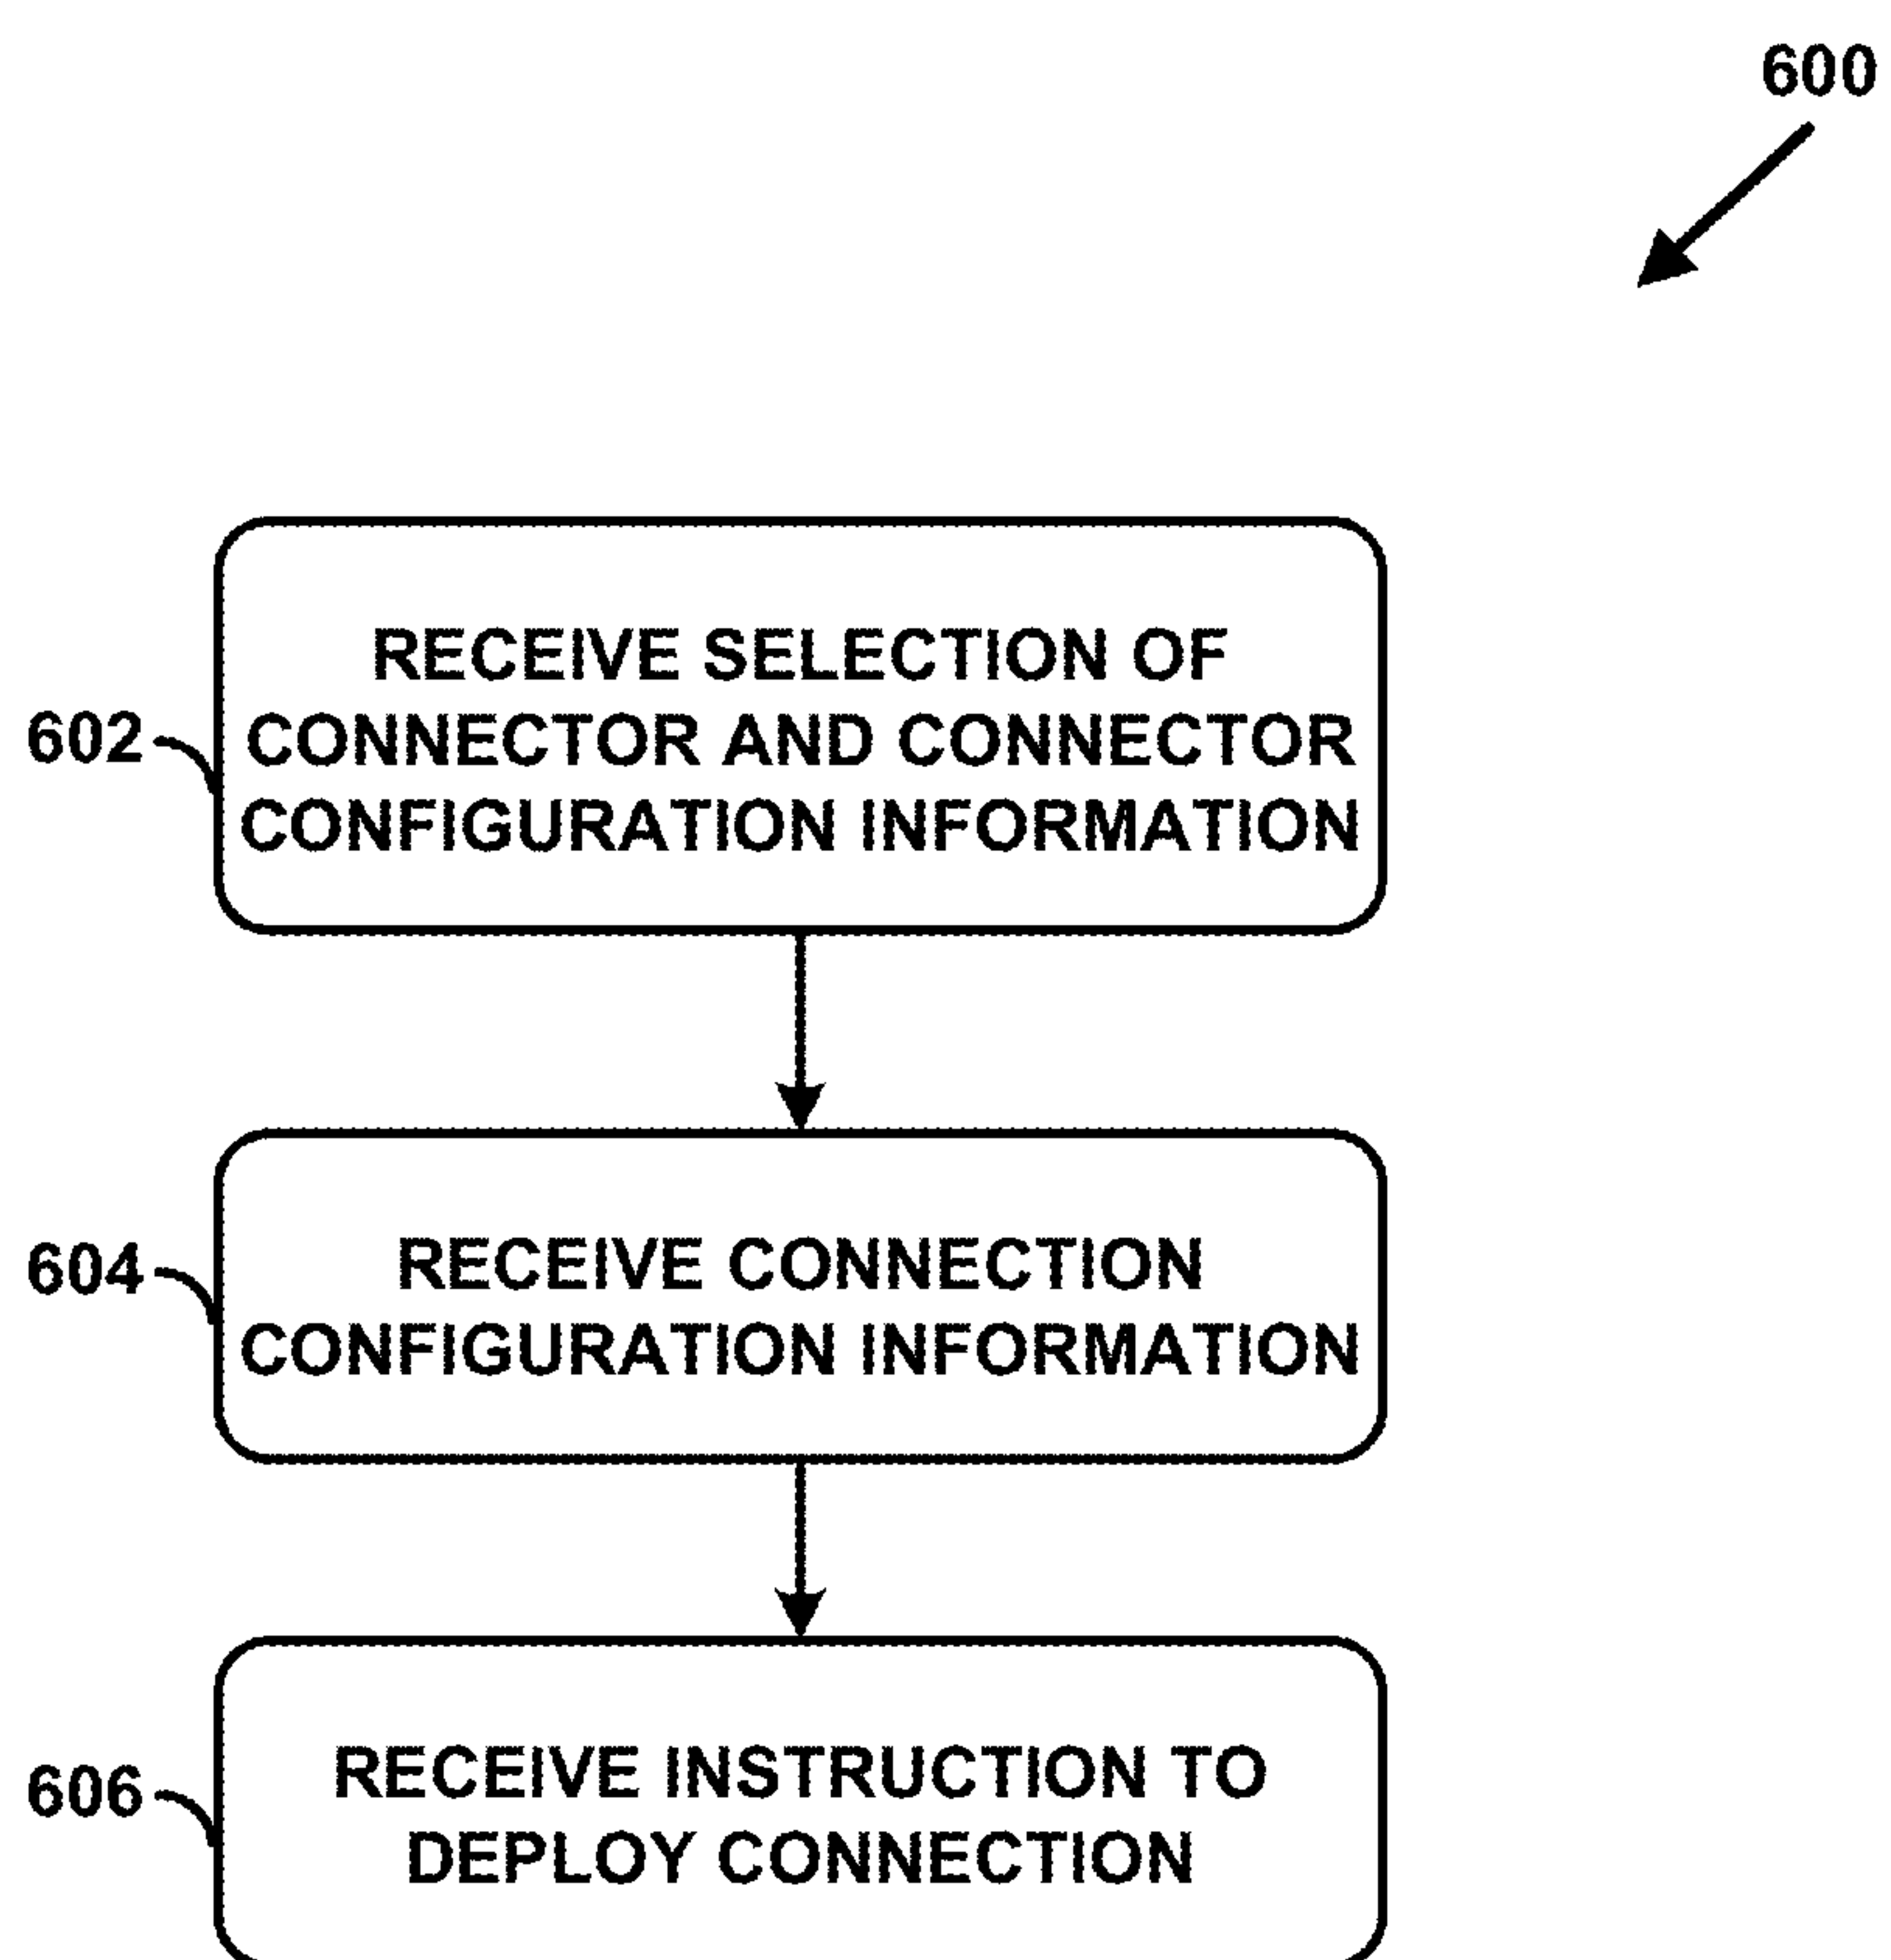 600
602
RECEIVE SELECTION OF
CONNECTOR AND CONNECTOR
CONFIGURATION INFORMATION
604
RECEIVE CONNECTION
CONFIGURATION INFORMATION
606
RECEIVE INSTRUCTION TO
DEPLOY CONNECTION